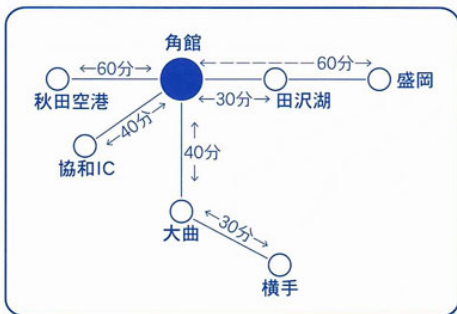 角館
←60分→
←60分→
秋田空港
←30分→
田沢湖
盛岡
←40分→
協和IC
40分
大曲
←30分→
横手